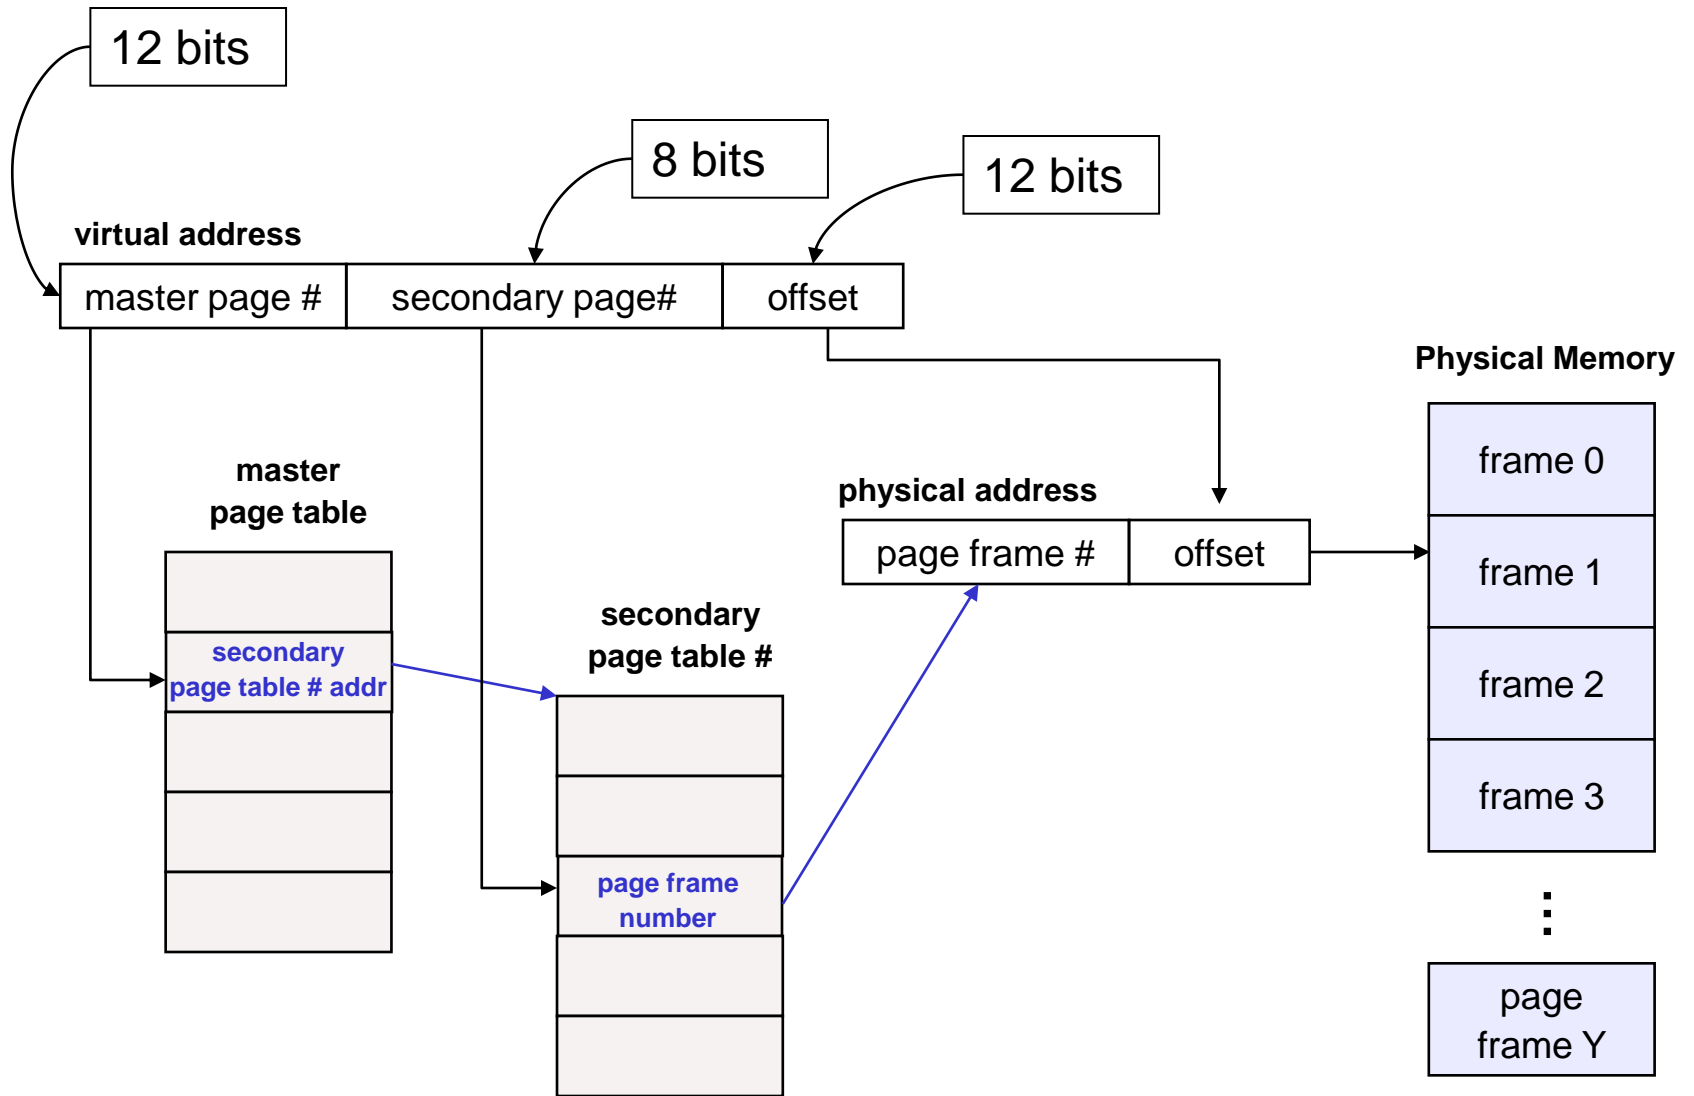 12 bits
8 bits
12 bits
virtual address
master page #
secondary page#
offset
Physical Memory
master
page table
physical address
page frame #
offset
frame 0
frame 1
frame 2
frame 3
secondary
page table # addr
secondary
page table #
page frame
number
page
frame Y